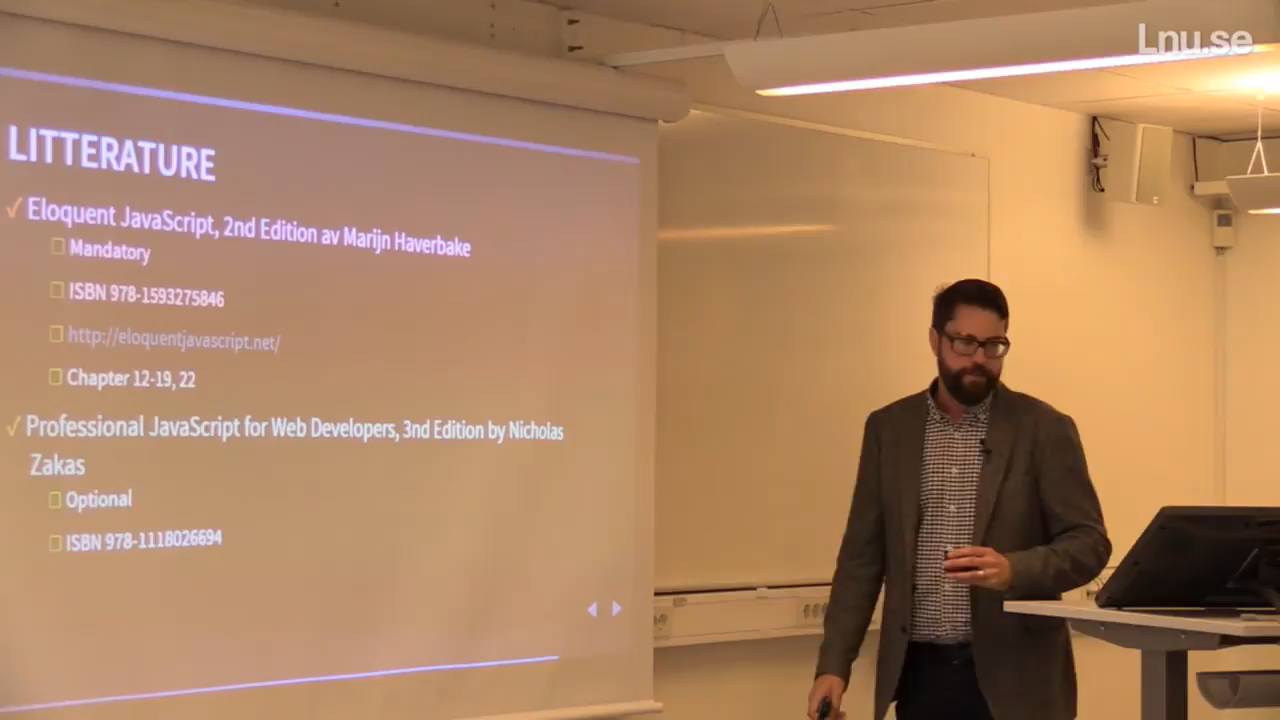 Lnu.se
LITTERATURE
Eloquent JavaScript, 2nd Edition av Marijn Haverbake
Mandatory
ISBN 978-1593275846
http://eloquentjavascript.net/
Chapter 12-19, 22
Professional JavaScript for Web Developers, 3nd Edition by Nicholas
Zakas
Optional
ISBN 978-1118026694